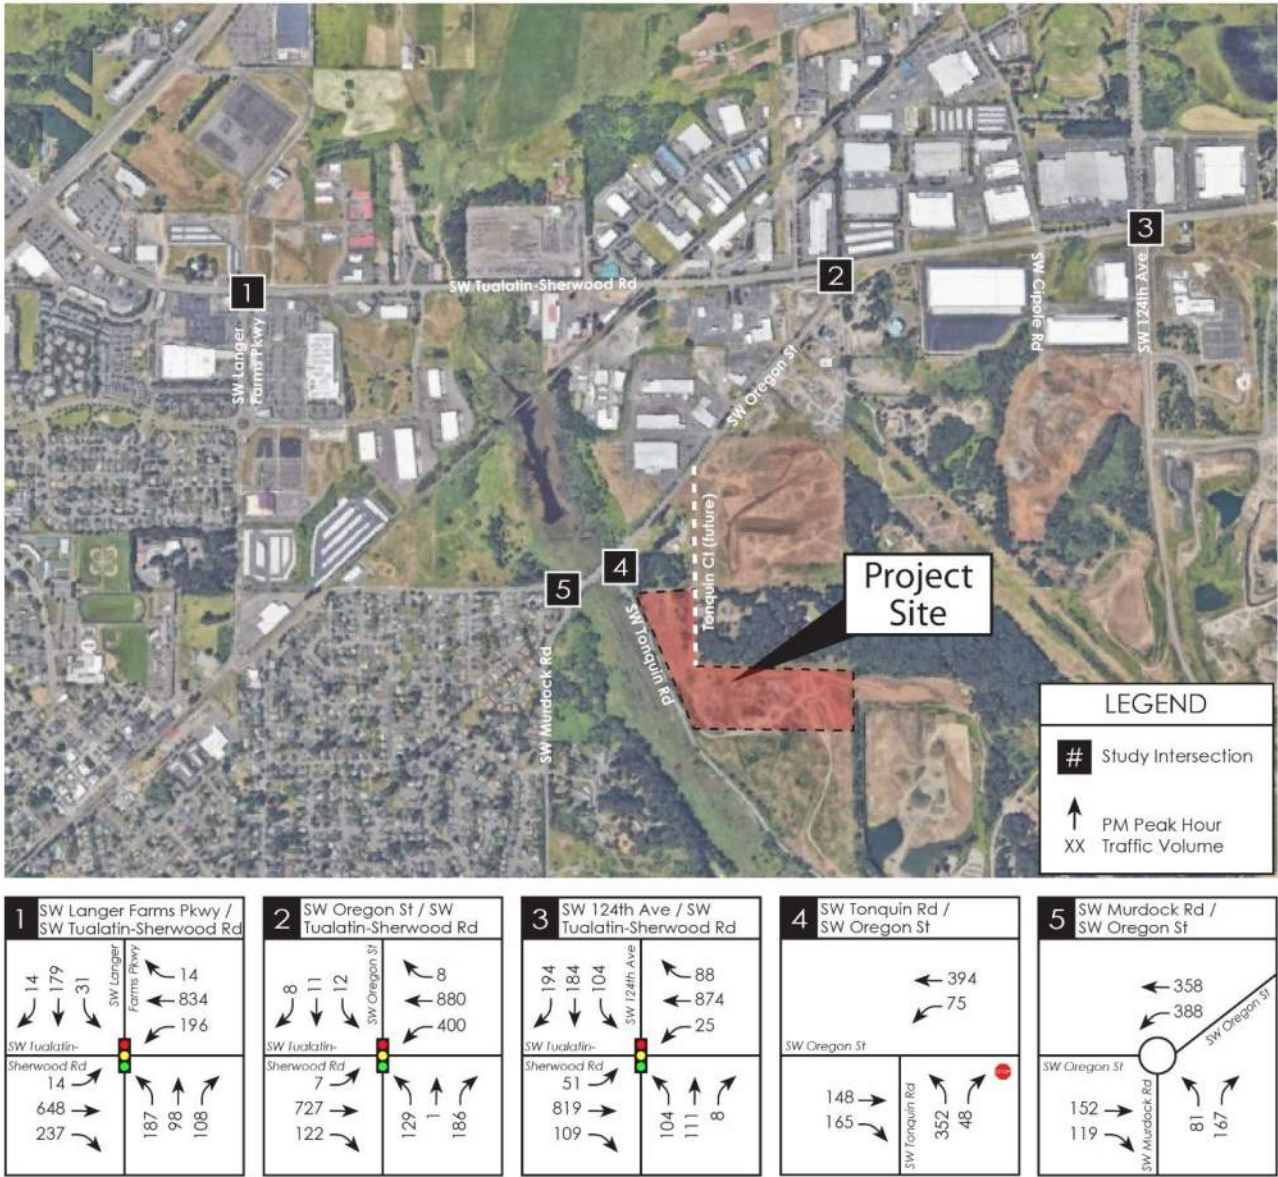 3
2
SW Tualatin-Sherwood Rd
1
SW Cipole Rd
SW 124th Ave
SW Langer
Farms Pkwy
SW Oregon St
Tonquin Ct (future)
4
5
Project
Site
SW Tonquin Rd
SW Murdock Rd
LEGEND
# Study Intersection
XX PM Peak Hour
Traffic Volume
1 SW Langer Farms Pkwy /
SW Tualatin-Sherwood Rd
14 179 31
SW Langer
Farms Pkwy
14
834
196
SW Tualatin-
Sherwood Rd
14
648
237
187 98 108
2 SW Oregon St / SW
Tualatin-Sherwood Rd
8 11 12
SW Oregon St
8
880
400
SW Tualatin-
Sherwood Rd
7
727
122
129 1 186
3 SW 124th Ave / SW
Tualatin-Sherwood Rd
194 184 104
SW 124th Ave
88
874
25
SW Tualatin-
Sherwood Rd
51
819
109
104 111 8
4 SW Tonquin Rd /
SW Oregon St
394
75
SW Oregon St
148
165
SW Tonquin Rd
352 48
STOP
5 SW Murdock Rd /
SW Oregon St
358
388
SW Oregon St
SW Oregon St
152
119
SW Murdock Rd
81 167